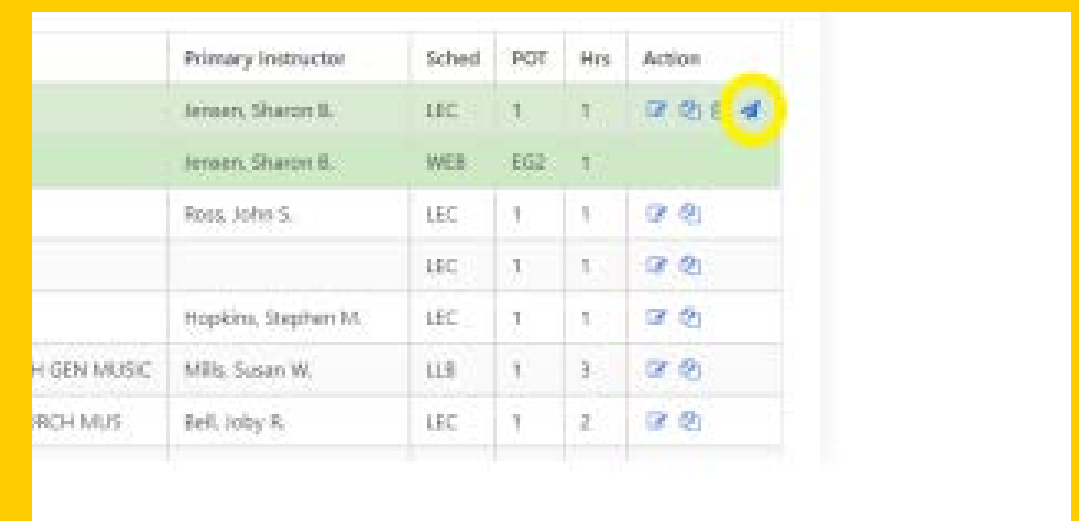 Primary Instructor Sched POT Hrs Action
Jensen, Sharon B. LEC 1 1
Jensen, Sharon B. WEB EG2 1
Ross, John S. LEC 1 1
LEC 1 1
Hopkins, Stephen M. LEC 1 1
H GEN MUSIC Mills, Susan W. LLB 1 3
RCH MUS Bell, Joby R. LEC 1 2